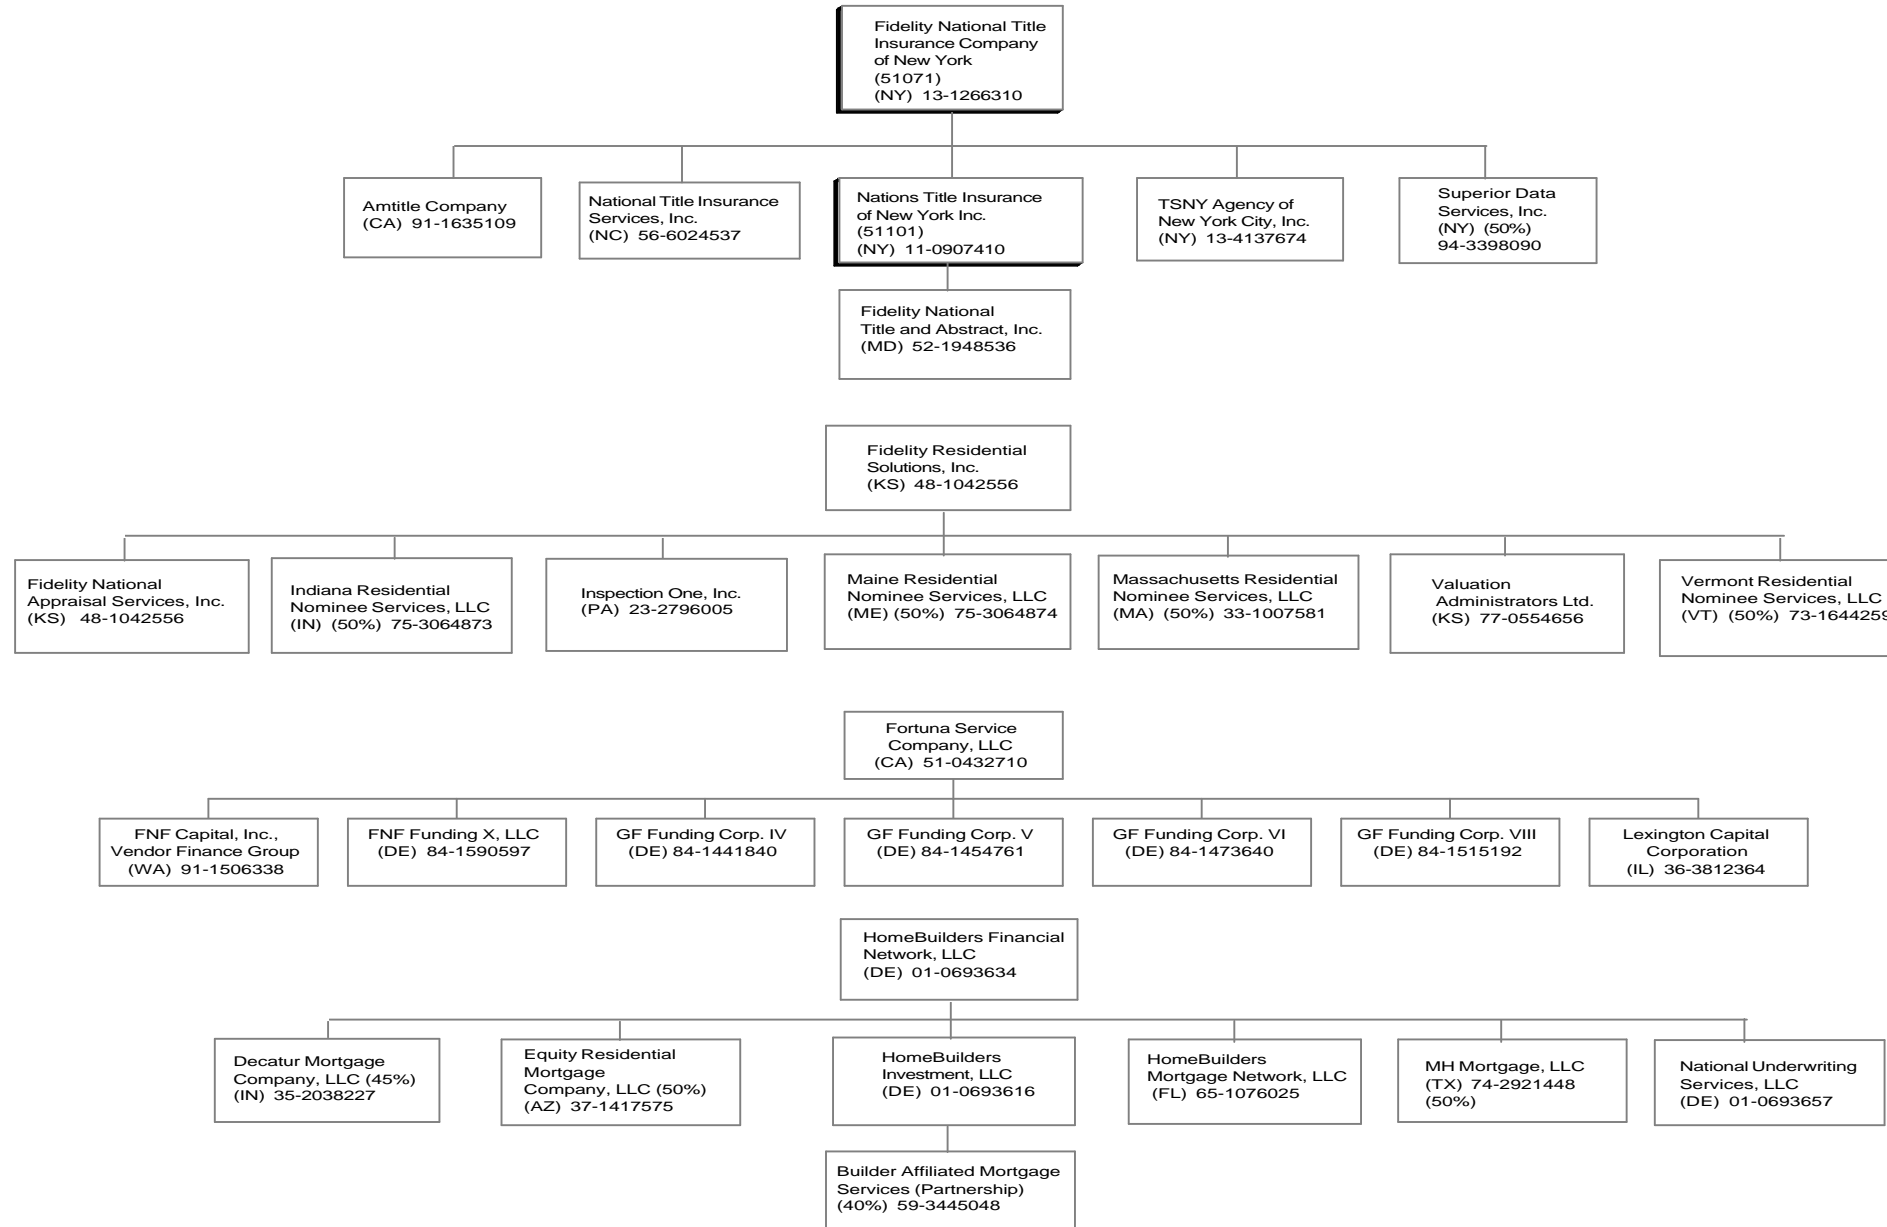 Fidelity National Title
Insurance Company
of New York
(51071)
(NY) 13-1266310
Amtitle Company
(CA) 91-1635109
National Title Insurance
Services, Inc.
(NC) 56-6024537
Nations Title Insurance
of New York Inc.
(51101)
(NY) 11-0907410
TSNY Agency of
New York City, Inc.
(NY) 13-4137674
Superior Data
Services, Inc.
(NY) (50%)
94-3398090
Fidelity National
Title and Abstract, Inc.
(MD) 52-1948536
Fidelity Residential
Solutions, Inc.
(KS) 48-1042556
Fidelity National
Appraisal Services, Inc.
(KS) 48-1042556
Indiana Residential
Nominee Services, LLC
(IN) (50%) 75-3064873
Inspection One, Inc.
(PA) 23-2796005
Maine Residential
Nominee Services, LLC
(ME) (50%) 75-3064874
Massachusetts Residential
Nominee Services, LLC
(MA) (50%) 33-1007581
Valuation
Administrators Ltd.
(KS) 77-0554656
Vermont Residential
Nominee Services, LLC
(VT) (50%) 73-1644259
Fortuna Service
Company, LLC
(CA) 51-0432710
FNF Capital, Inc.,
Vendor Finance Group
(WA) 91-1506338
FNF Funding X, LLC
(DE) 84-1590597
GF Funding Corp. IV
(DE) 84-1441840
GF Funding Corp. V
(DE) 84-1454761
GF Funding Corp. VI
(DE) 84-1473640
GF Funding Corp. VIII
(DE) 84-1515192
Lexington Capital
Corporation
(IL) 36-3812364
HomeBuilders Financial
Network, LLC
(DE) 01-0693634
Decatur Mortgage
Company, LLC (45%)
(IN) 35-2038227
Equity Residential
Mortgage
Company, LLC (50%)
(AZ) 37-1417575
HomeBuilders
Investment, LLC
(DE) 01-0693616
HomeBuilders
Mortgage Network, LLC
(FL) 65-1076025
MH Mortgage, LLC
(TX) 74-2921448
(50%)
National Underwriting
Services, LLC
(DE) 01-0693657
Builder Affiliated Mortgage
Services (Partnership)
(40%) 59-3445048